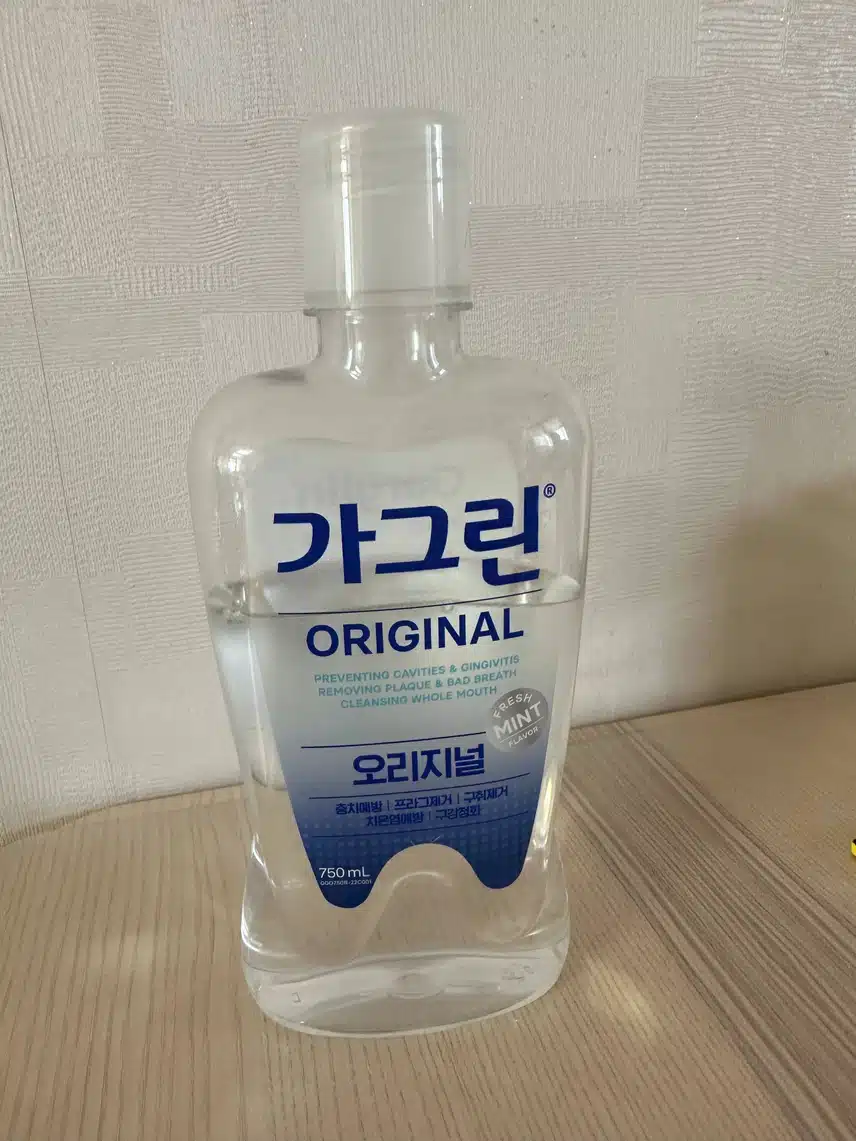 가그린®
ORIGINAL
PREVENTING CAVITIES & GINGIVITIS
REMOVING PLAQUE & BAD BREATH
CLEANSING WHOLE MOUTH
FRESH
MINT
FLAVOR
오리지널
충치예방 | 프라그제거 | 구취제거
치은염예방 | 구강정화
750 mL